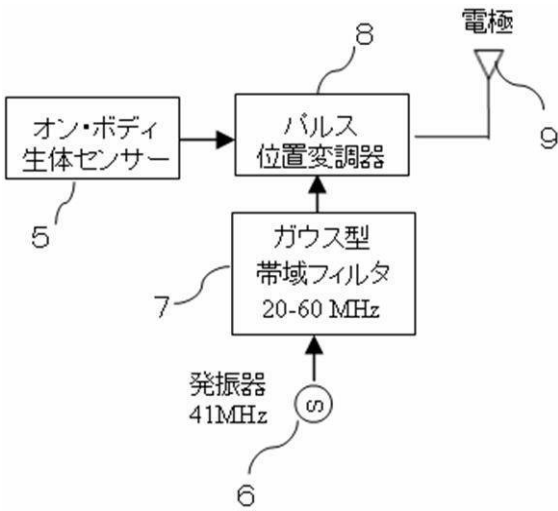 電極
8
オン・ボディ
生体センサー
パルス
位置変調器
9
5
ガウス型
帯域フィルタ
20-60 MHz
7
発振器
41MHz
S
6